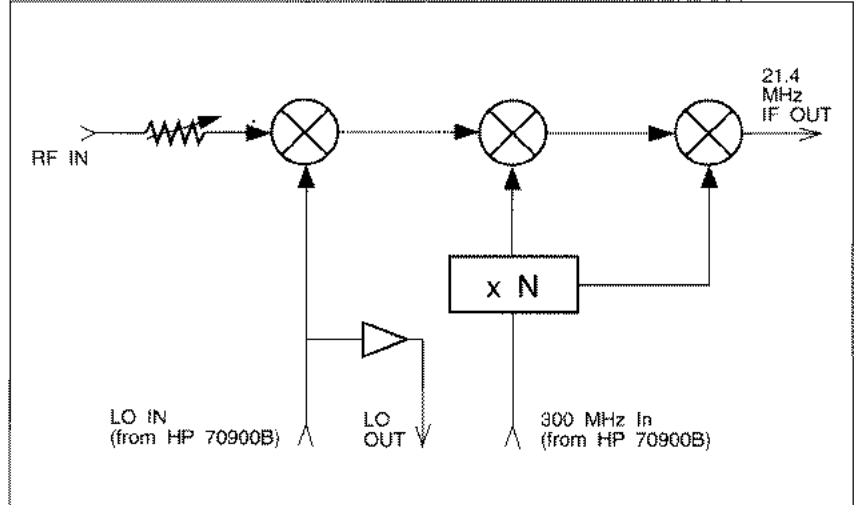 21.4
MHz
IF OUT
RF IN
x N
LO IN
(from HP 70900B)
LO
OUT
300 MHz In
(from HP 70900B)